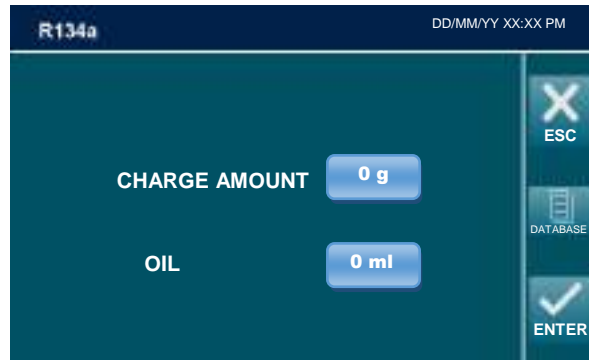 R134a DD/MM/YY XX:XX PM
ESC
CHARGE AMOUNT 0 g
DATABASE
OIL 0 ml
ENTER